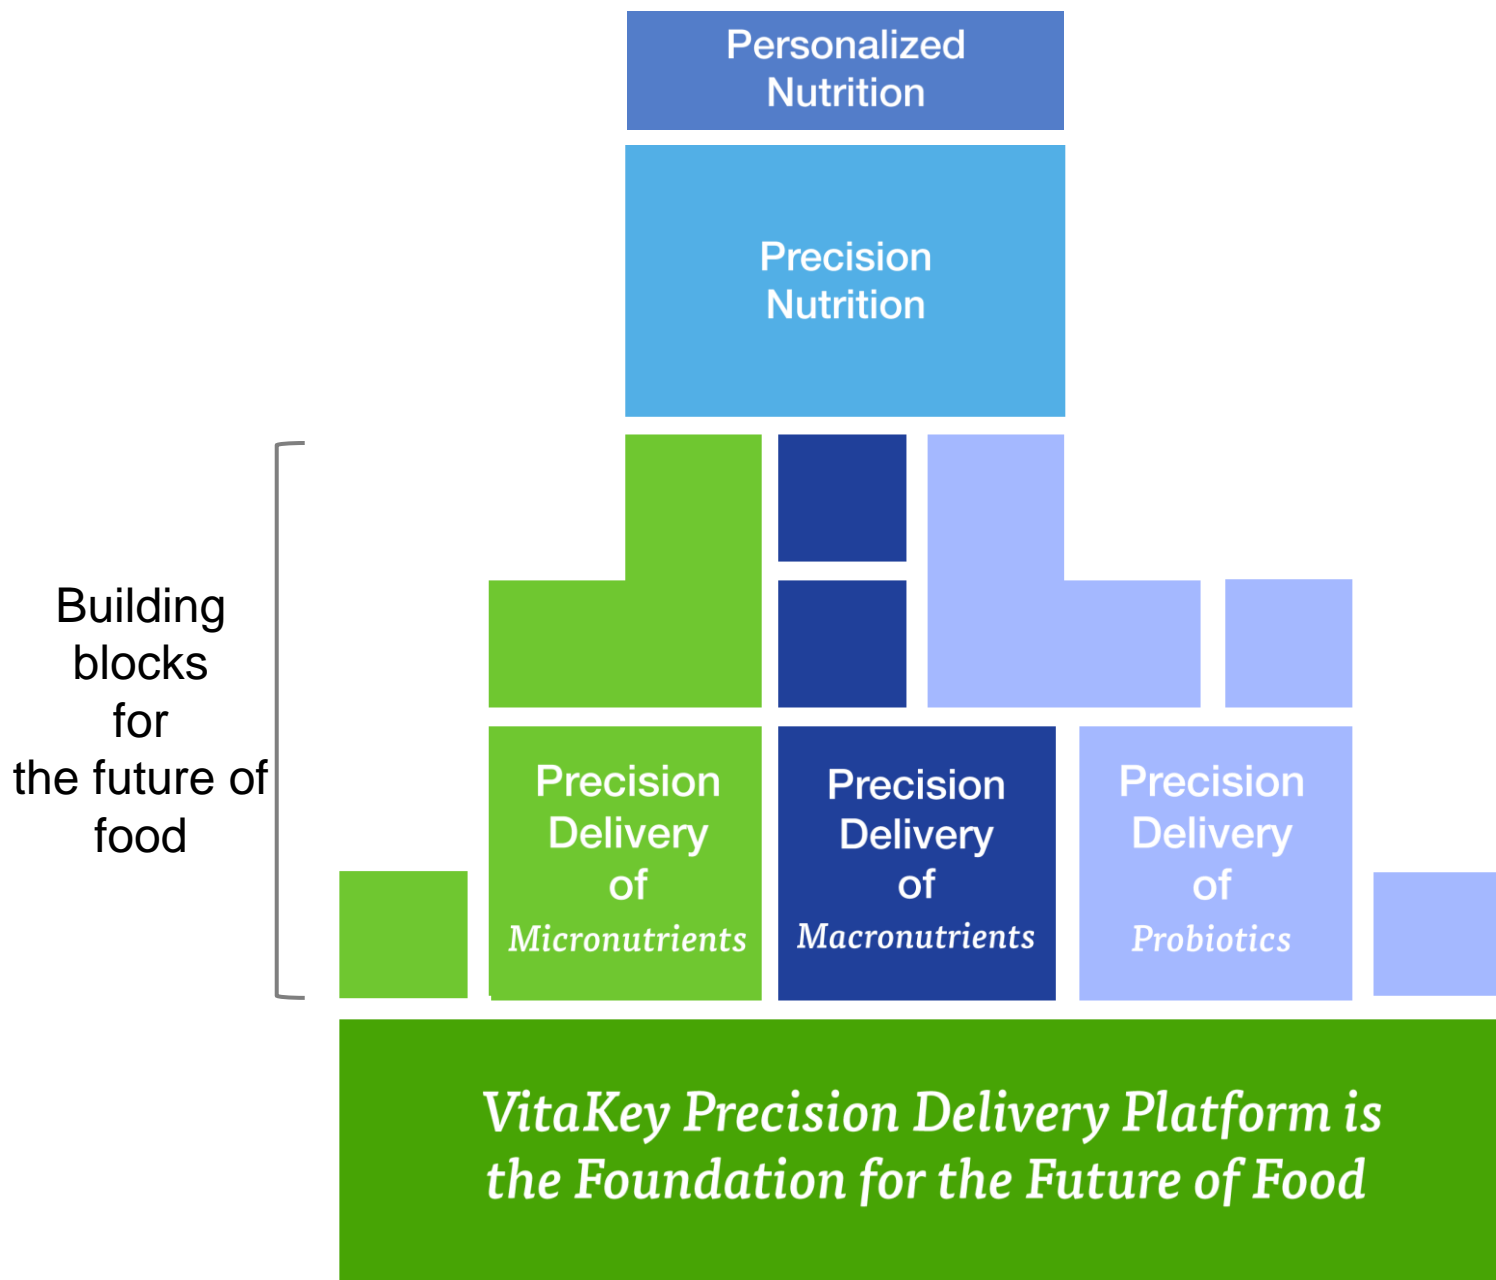 Personalized
Nutrition
Precision
Nutrition
Building
blocks
for
the future of
food
Precision
Delivery
of
Micronutrients
Precision
Delivery
of
Macronutrients
Precision
Delivery
of
Probiotics
VitaKey Precision Delivery Platform is
the Foundation for the Future of Food